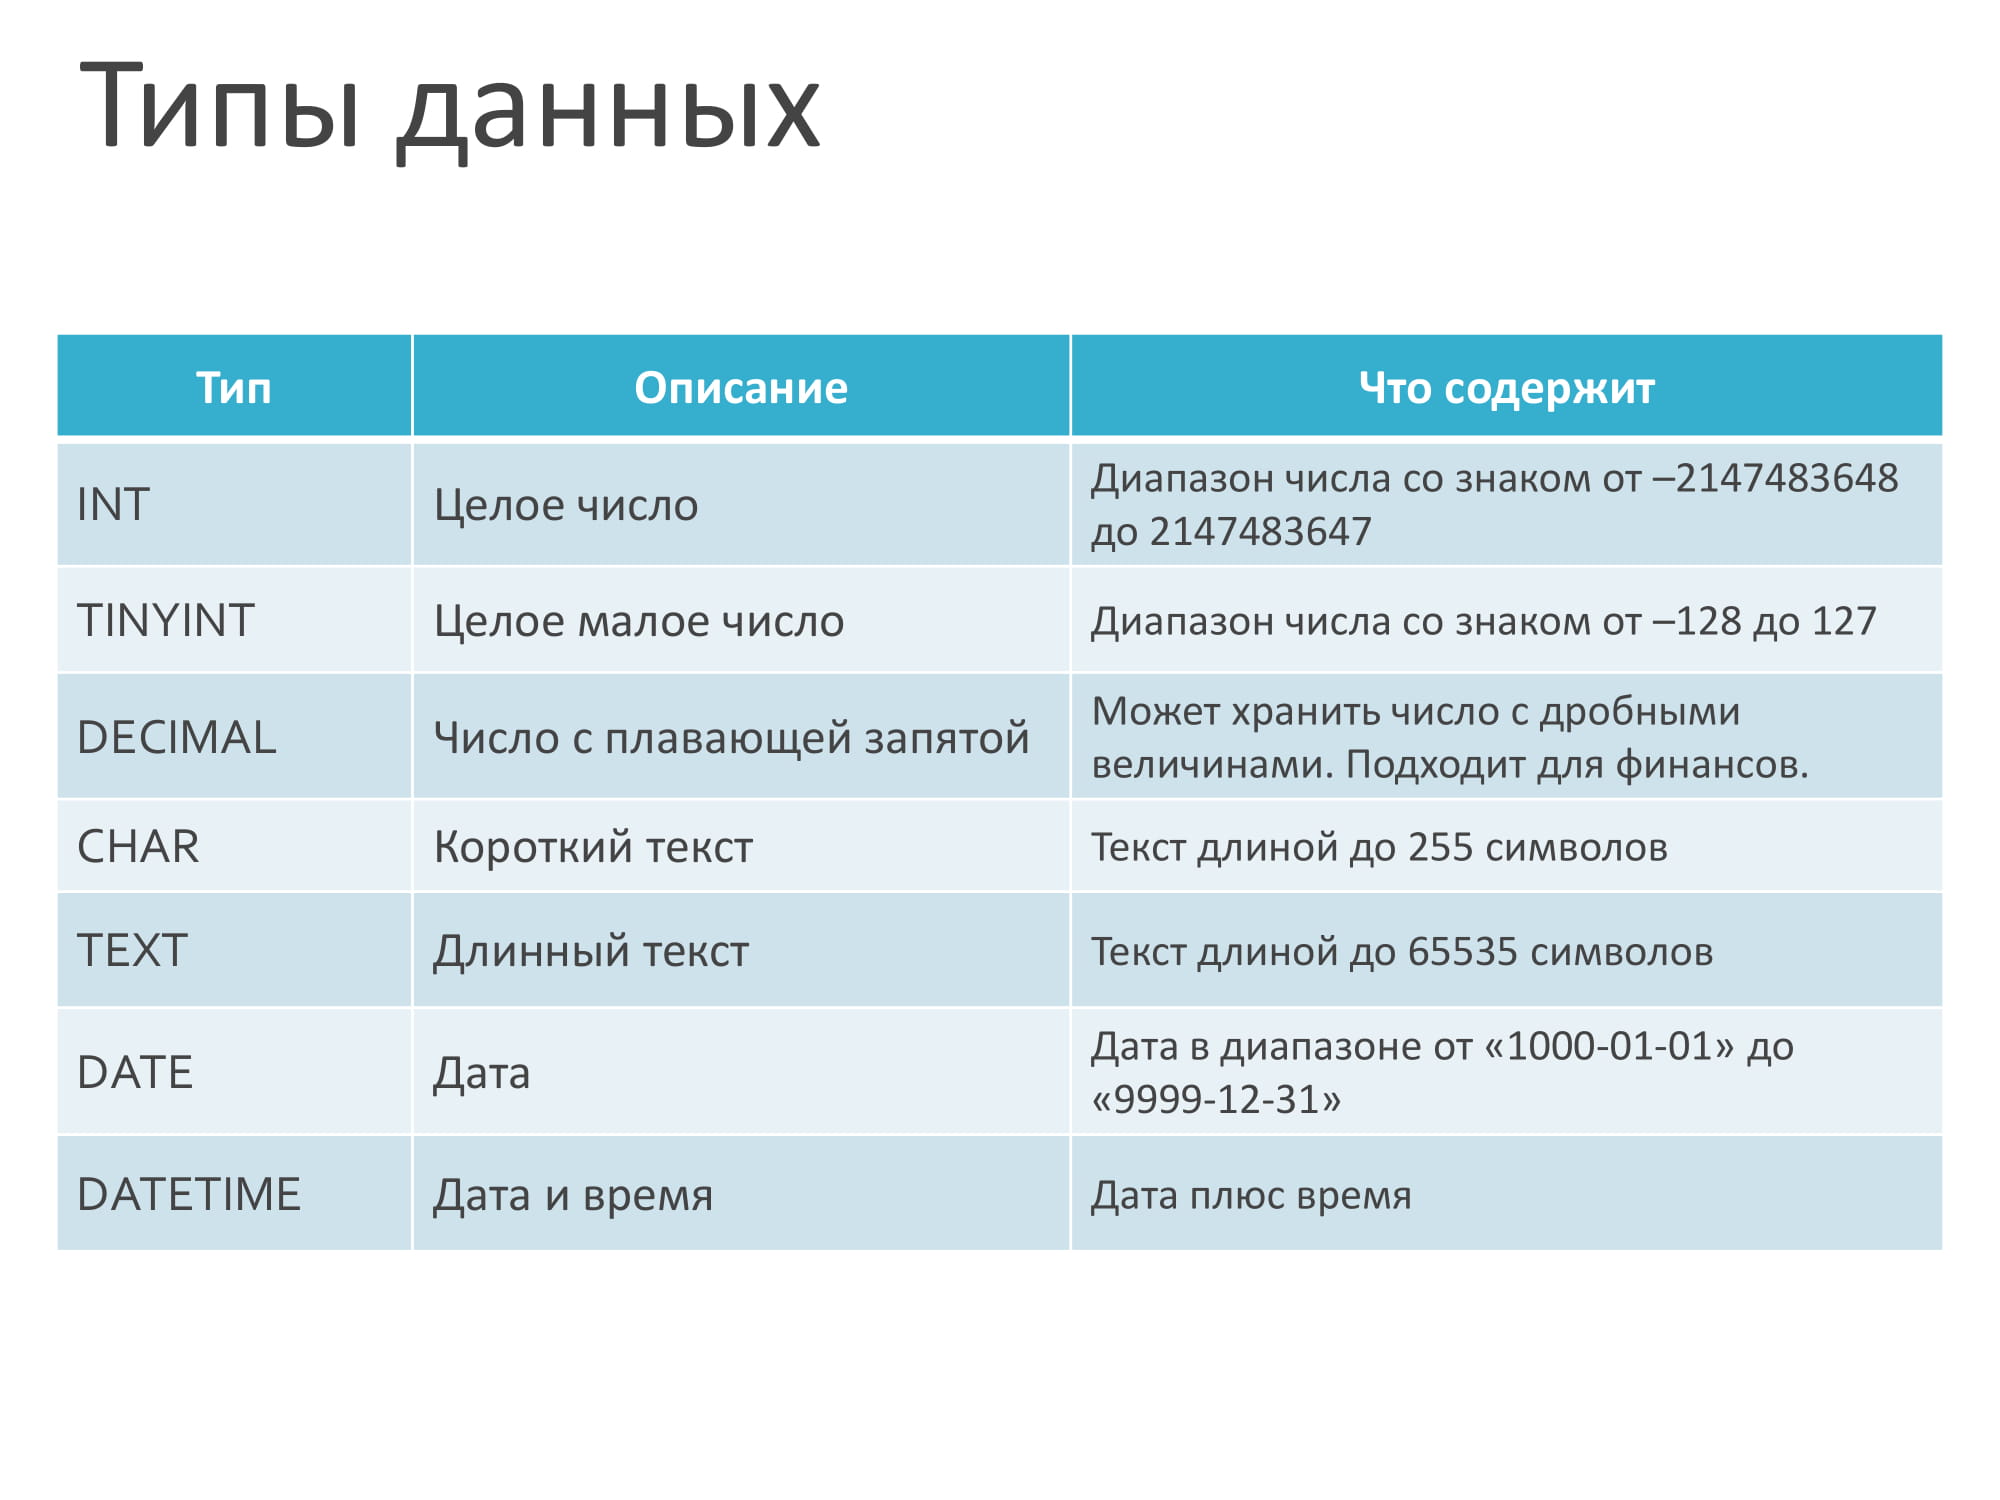 Типы данных
Тип Описание Что содержит
INT Целое число Диапазон числа со знаком от –2147483648
до 2147483647
TINYINT Целое малое число Диапазон числа со знаком от –128 до 127
DECIMAL Число с плавающей запятой Может хранить число с дробными
величинами. Подходит для финансов.
CHAR Короткий текст Текст длиной до 255 символов
TEXT Длинный текст Текст длиной до 65535 символов
DATE Дата Дата в диапазоне от «1000-01-01» до
«9999-12-31»
DATETIME Дата и время Дата плюс время